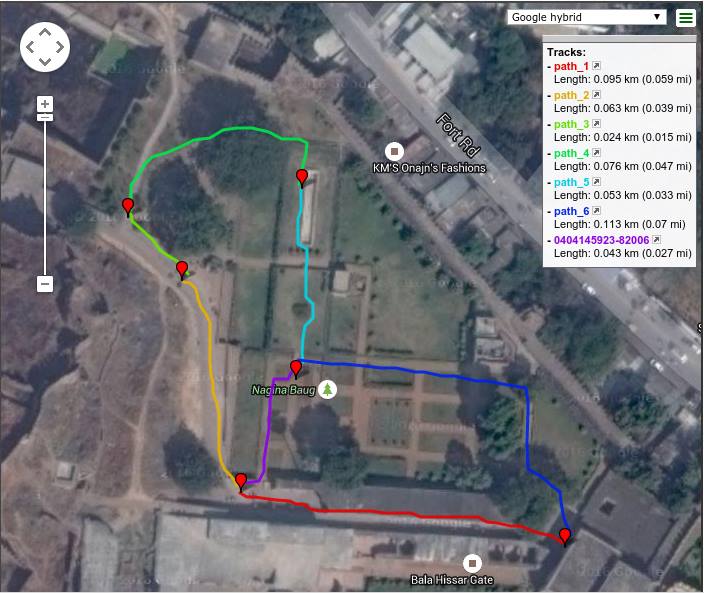 Google hybrid
Tracks:
- path_1
Length: 0.095 km (0.059 mi)
- path_2
Length: 0.063 km (0.039 mi)
- path_3
Length: 0.024 km (0.015 mi)
- path_4
Length: 0.076 km (0.047 mi)
- path_5
Length: 0.053 km (0.033 mi)
- path_6
Length: 0.113 km (0.07 mi)
- 0404145923-82006
Length: 0.043 km (0.027 mi)
Fort Rd
KM'S Onajn's Fashions
Nagina Baug
Bala Hissar Gate